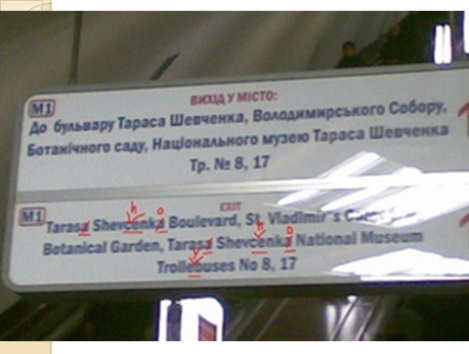 M1
ВИХІД У МІСТО:
До бульвару Тараса Шевченка, Володимирського Собору,
Ботанічного саду, Національного музею Тараса Шевченка
Тр. № 8, 17
EXIT
M1
h o
Tarasa Shevcenka Boulevard, St. Vladimir's
h o
Botanical Garden, Tarasa Shevcenka National Museum
y
Trollebuses No 8, 17